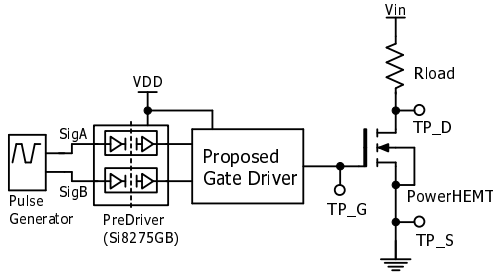 Vin
Rload
VDD
TP_D
SigA
Proposed
Gate Driver
SigB
PowerHEMT
Pulse
Generator
PreDriver
(Si8275GB)
TP_G
TP_S